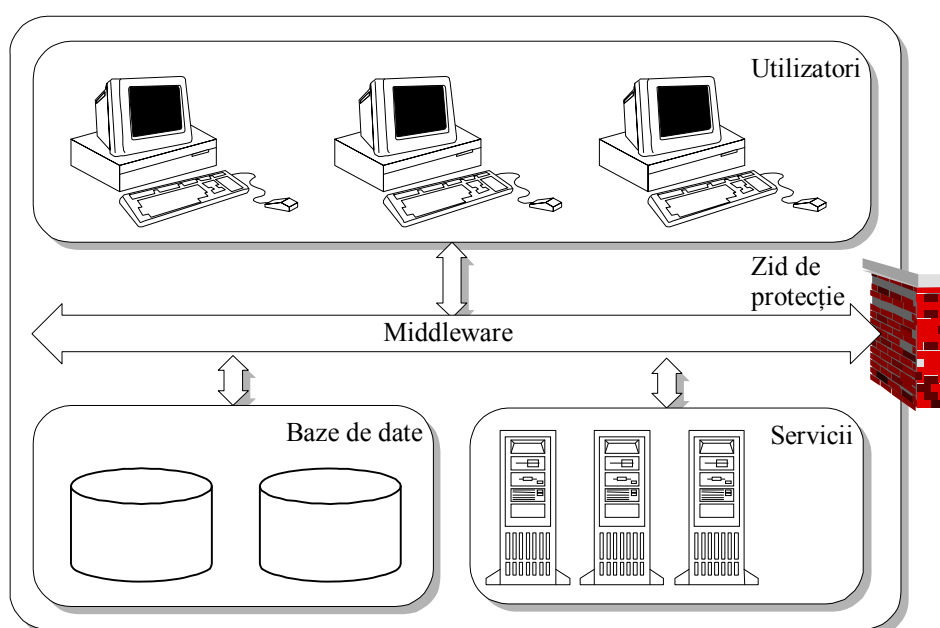 Utilizatori
Zid de
protecție
Middleware
Baze de date
Servicii